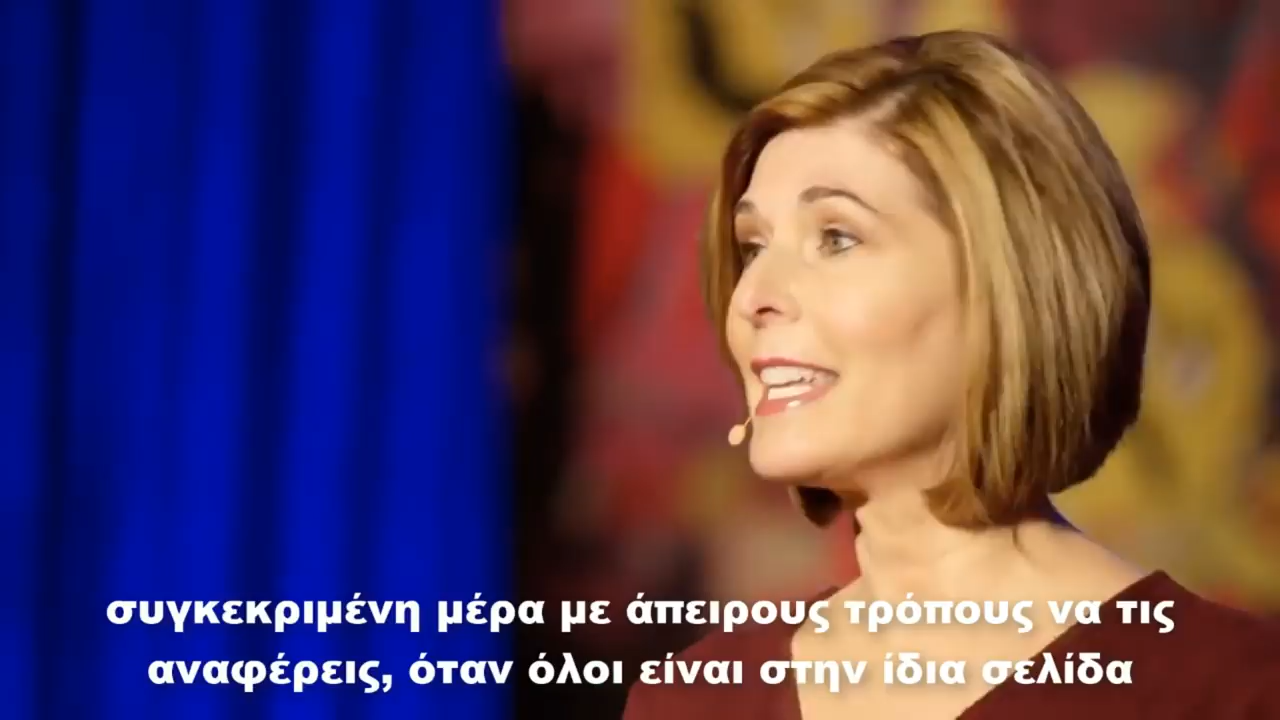 συγκεκριμένη μέρα με άπειρους τρόπους να τις
αναφέρεις, όταν όλοι είναι στην ίδια σελίδα